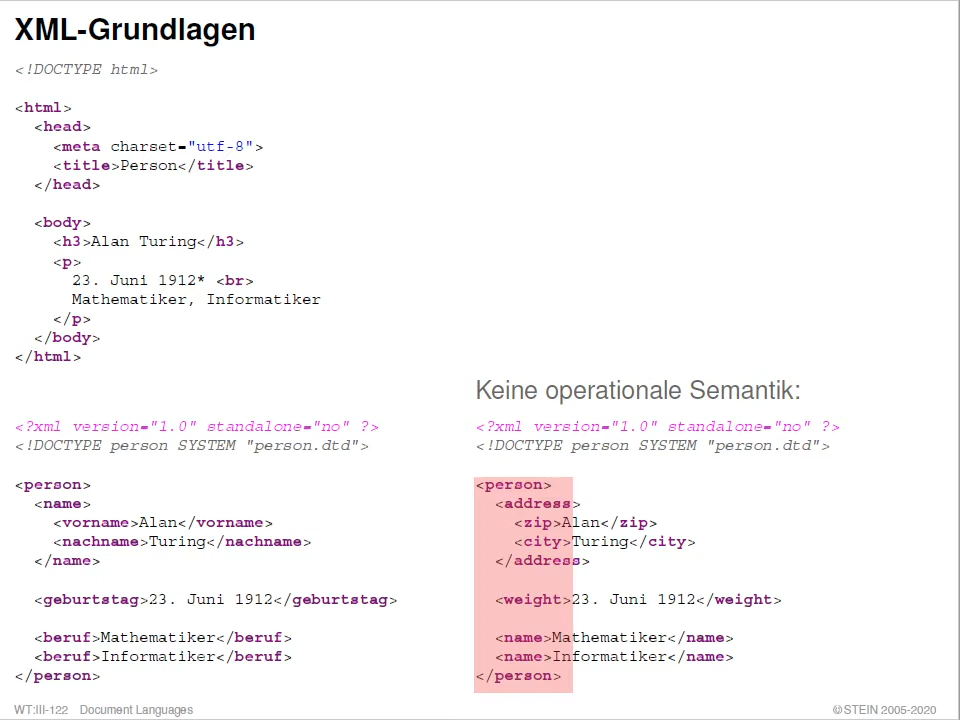 XML-Grundlagen
<!DOCTYPE html>
<html>
<head>
<meta charset="utf-8">
<title>Person</title>
</head>
<body>
<h3>Alan Turing</h3>
<p>
23. Juni 1912* <br>
Mathematiker, Informatiker
</p>
</body>
</html>
<?xml version="1.0" standalone="no" ?>
<!DOCTYPE person SYSTEM "person.dtd">
<person>
<name>
<vorname>Alan</vorname>
<nachname>Turing</nachname>
</name>
<geburtstag>23. Juni 1912</geburtstag>
<beruf>Mathematiker</beruf>
<beruf>Informatiker</beruf>
</person>
Keine operationale Semantik:
<?xml version="1.0" standalone="no" ?>
<!DOCTYPE person SYSTEM "person.dtd">
<person>
<address>
<zip>Alan</zip>
<city>Turing</city>
</address>
<weight>23. Juni 1912</weight>
<name>Mathematiker</name>
<name>Informatiker</name>
</person>
WT:III-122 Document Languages
© STEIN 2005-2020